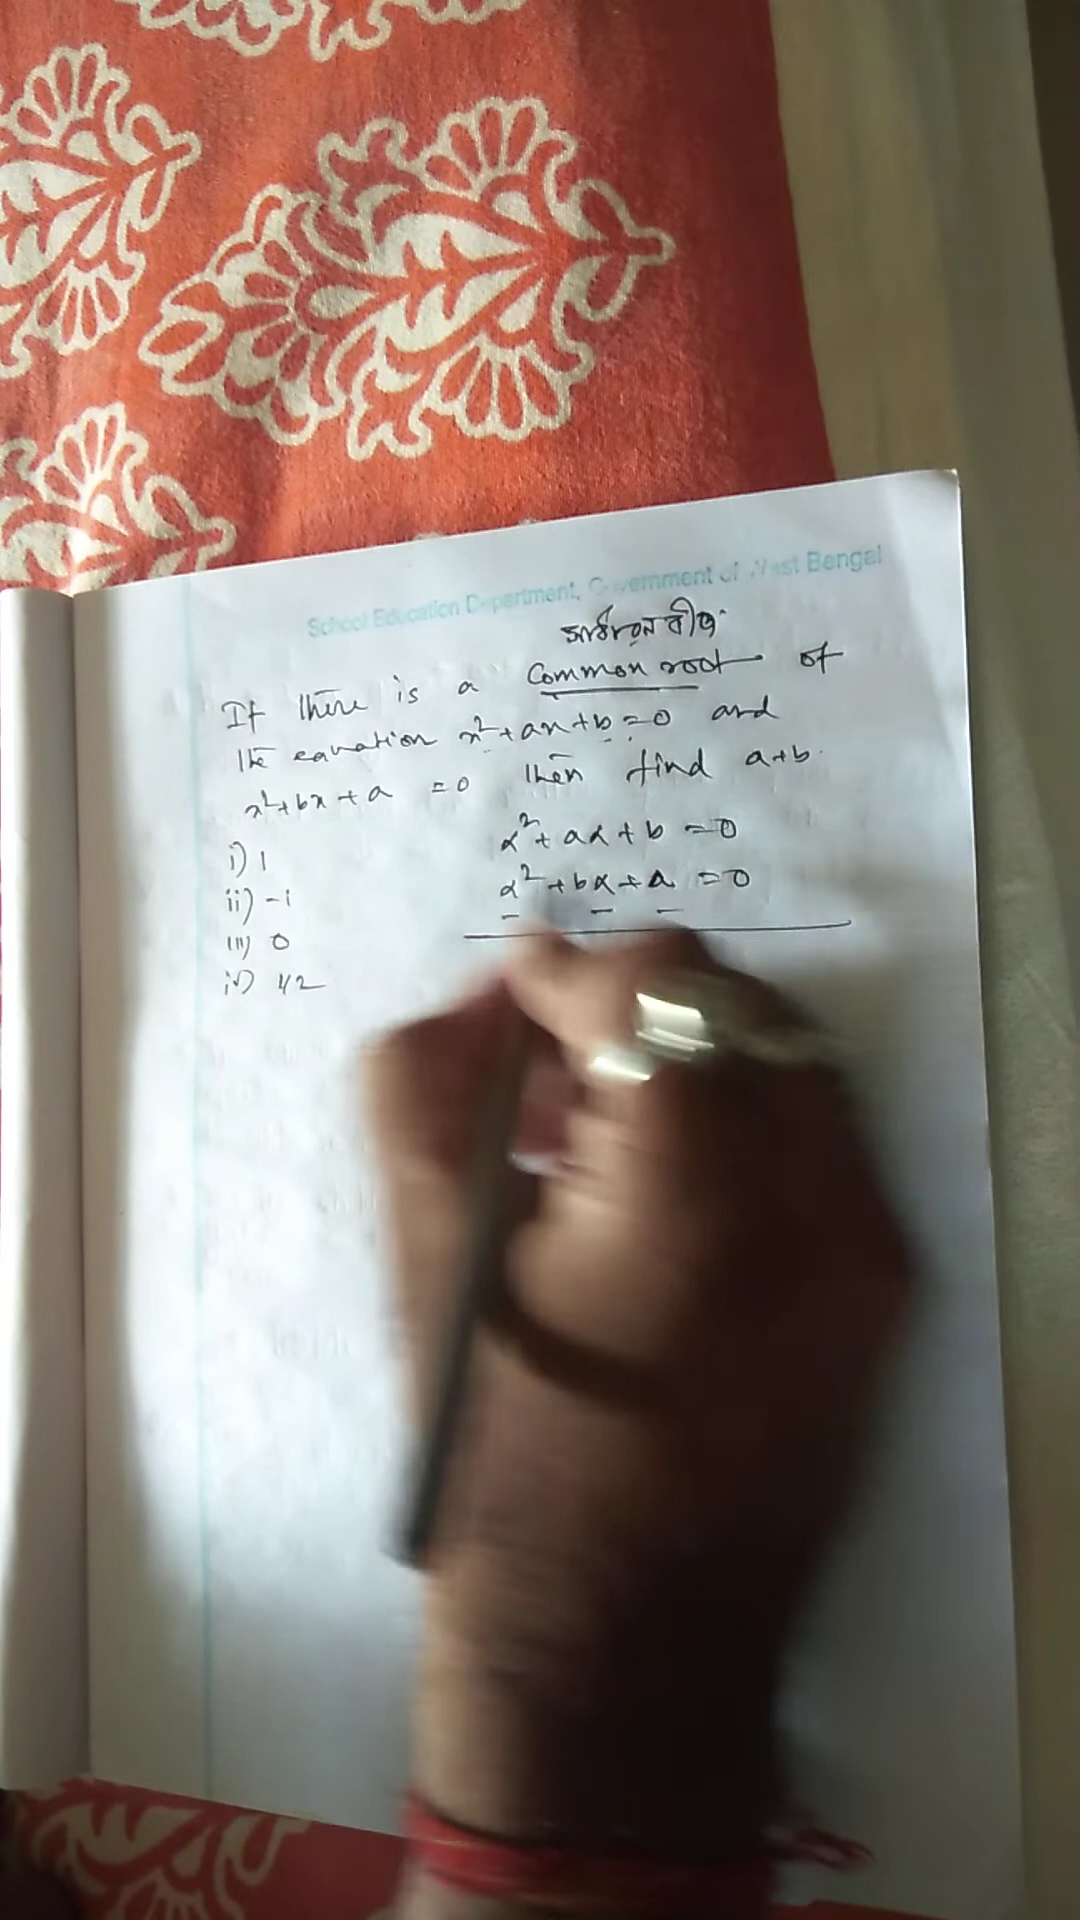 School Education Department, Government of West Bengal
সাধারন বীজ
If there is a common root of
the equation x²+ax+b=0 and
x²+bx+a =0 then find a+b.
i) 1
ii) -1
iii) 0
iv) 1/2
α²+aα+b =0
α²+bα+a =0
- - -